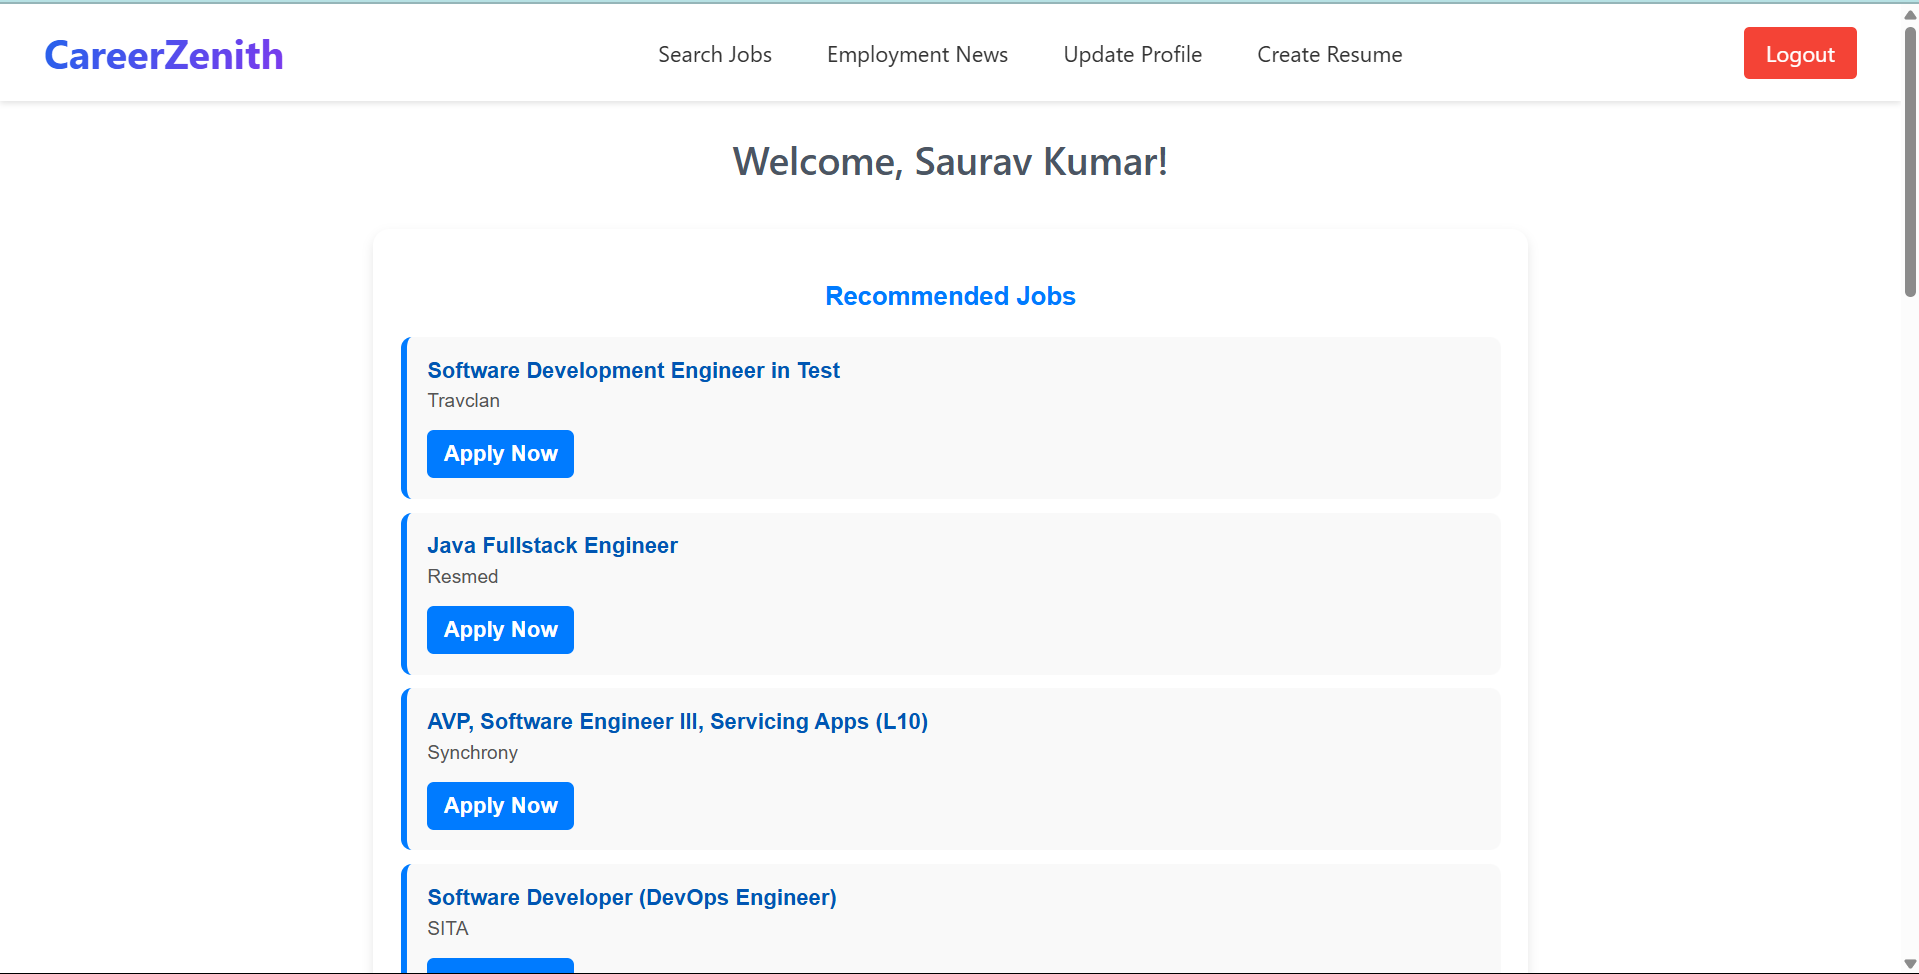 CareerZenith
Search Jobs
Employment News
Update Profile
Create Resume
Logout
Welcome, Saurav Kumar!
Recommended Jobs
Software Development Engineer in Test
Travclan
Apply Now
Java Fullstack Engineer
Resmed
Apply Now
AVP, Software Engineer III, Servicing Apps (L10)
Synchrony
Apply Now
Software Developer (DevOps Engineer)
SITA